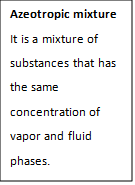 Azeotropic mixture
It is a mixture of
substances that has
the same
concentration of
vapor and fluid
phases.